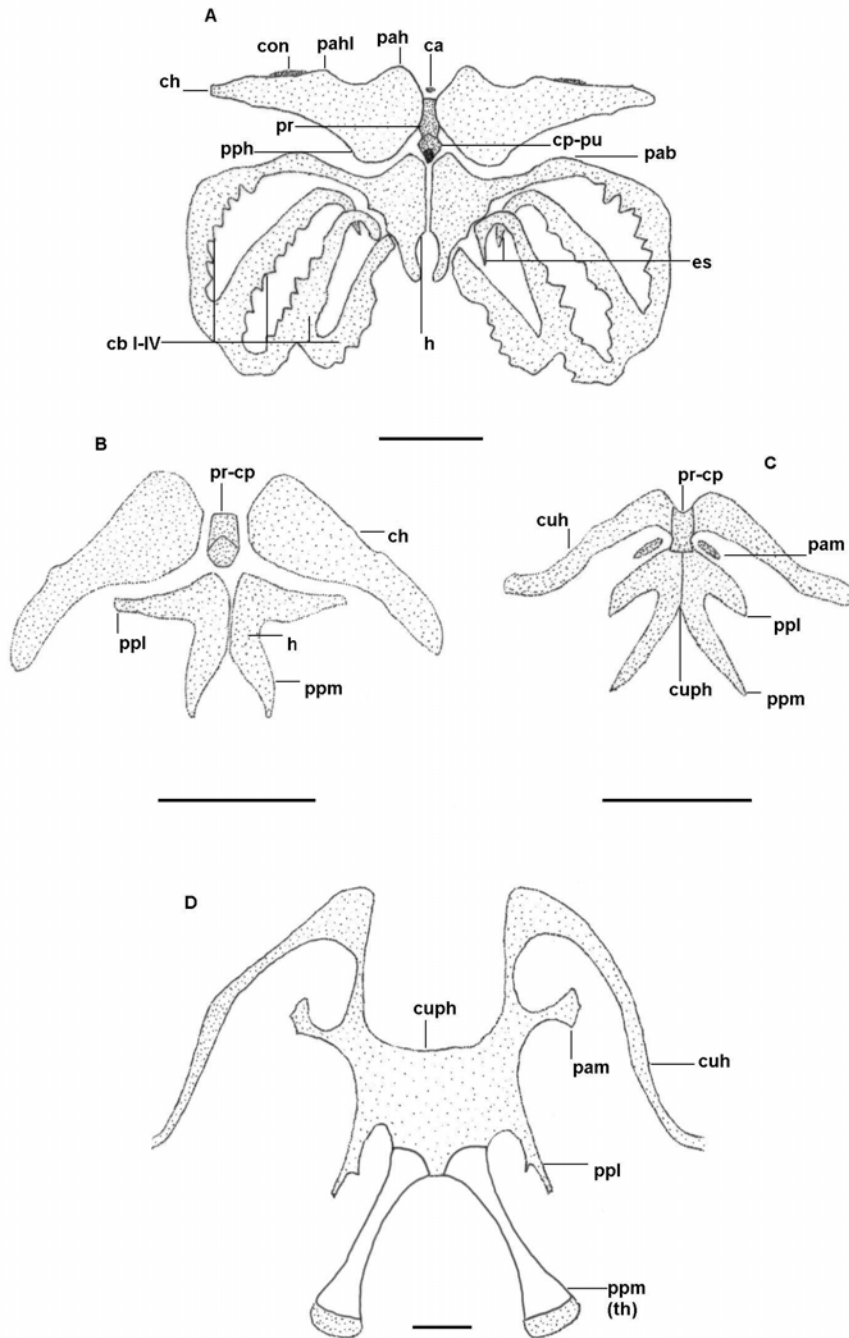 A
con
pahl
pah
ca
ch
pr
cp-pu
pph
pab
es
cb I-IV
h
B
pr-cp
ch
ppl
h
ppm
C
pr-cp
cuh
pam
ppl
cuph
ppm
D
cuph
pam
cuh
ppl
ppm
(th)